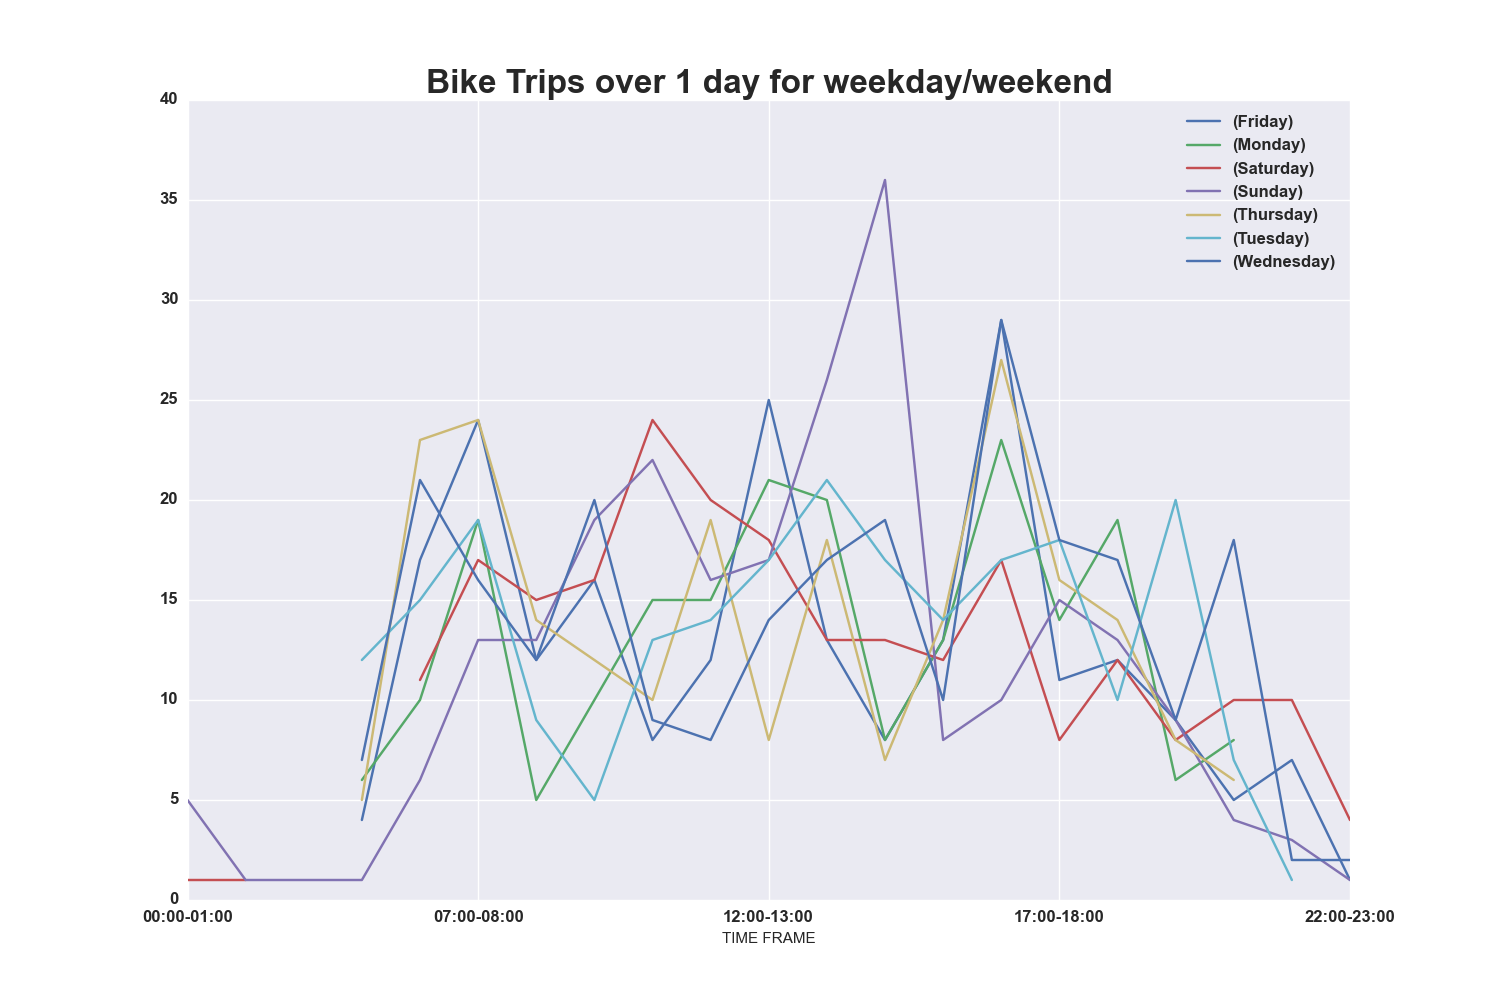 Bike Trips over 1 day for weekday/weekend
40
35
30
25
20
15
10
5
0
(Friday)
(Monday)
(Saturday)
(Sunday)
(Thursday)
(Tuesday)
(Wednesday)
00:00-01:00 07:00-08:00 12:00-13:00 17:00-18:00 22:00-23:00
TIME FRAME